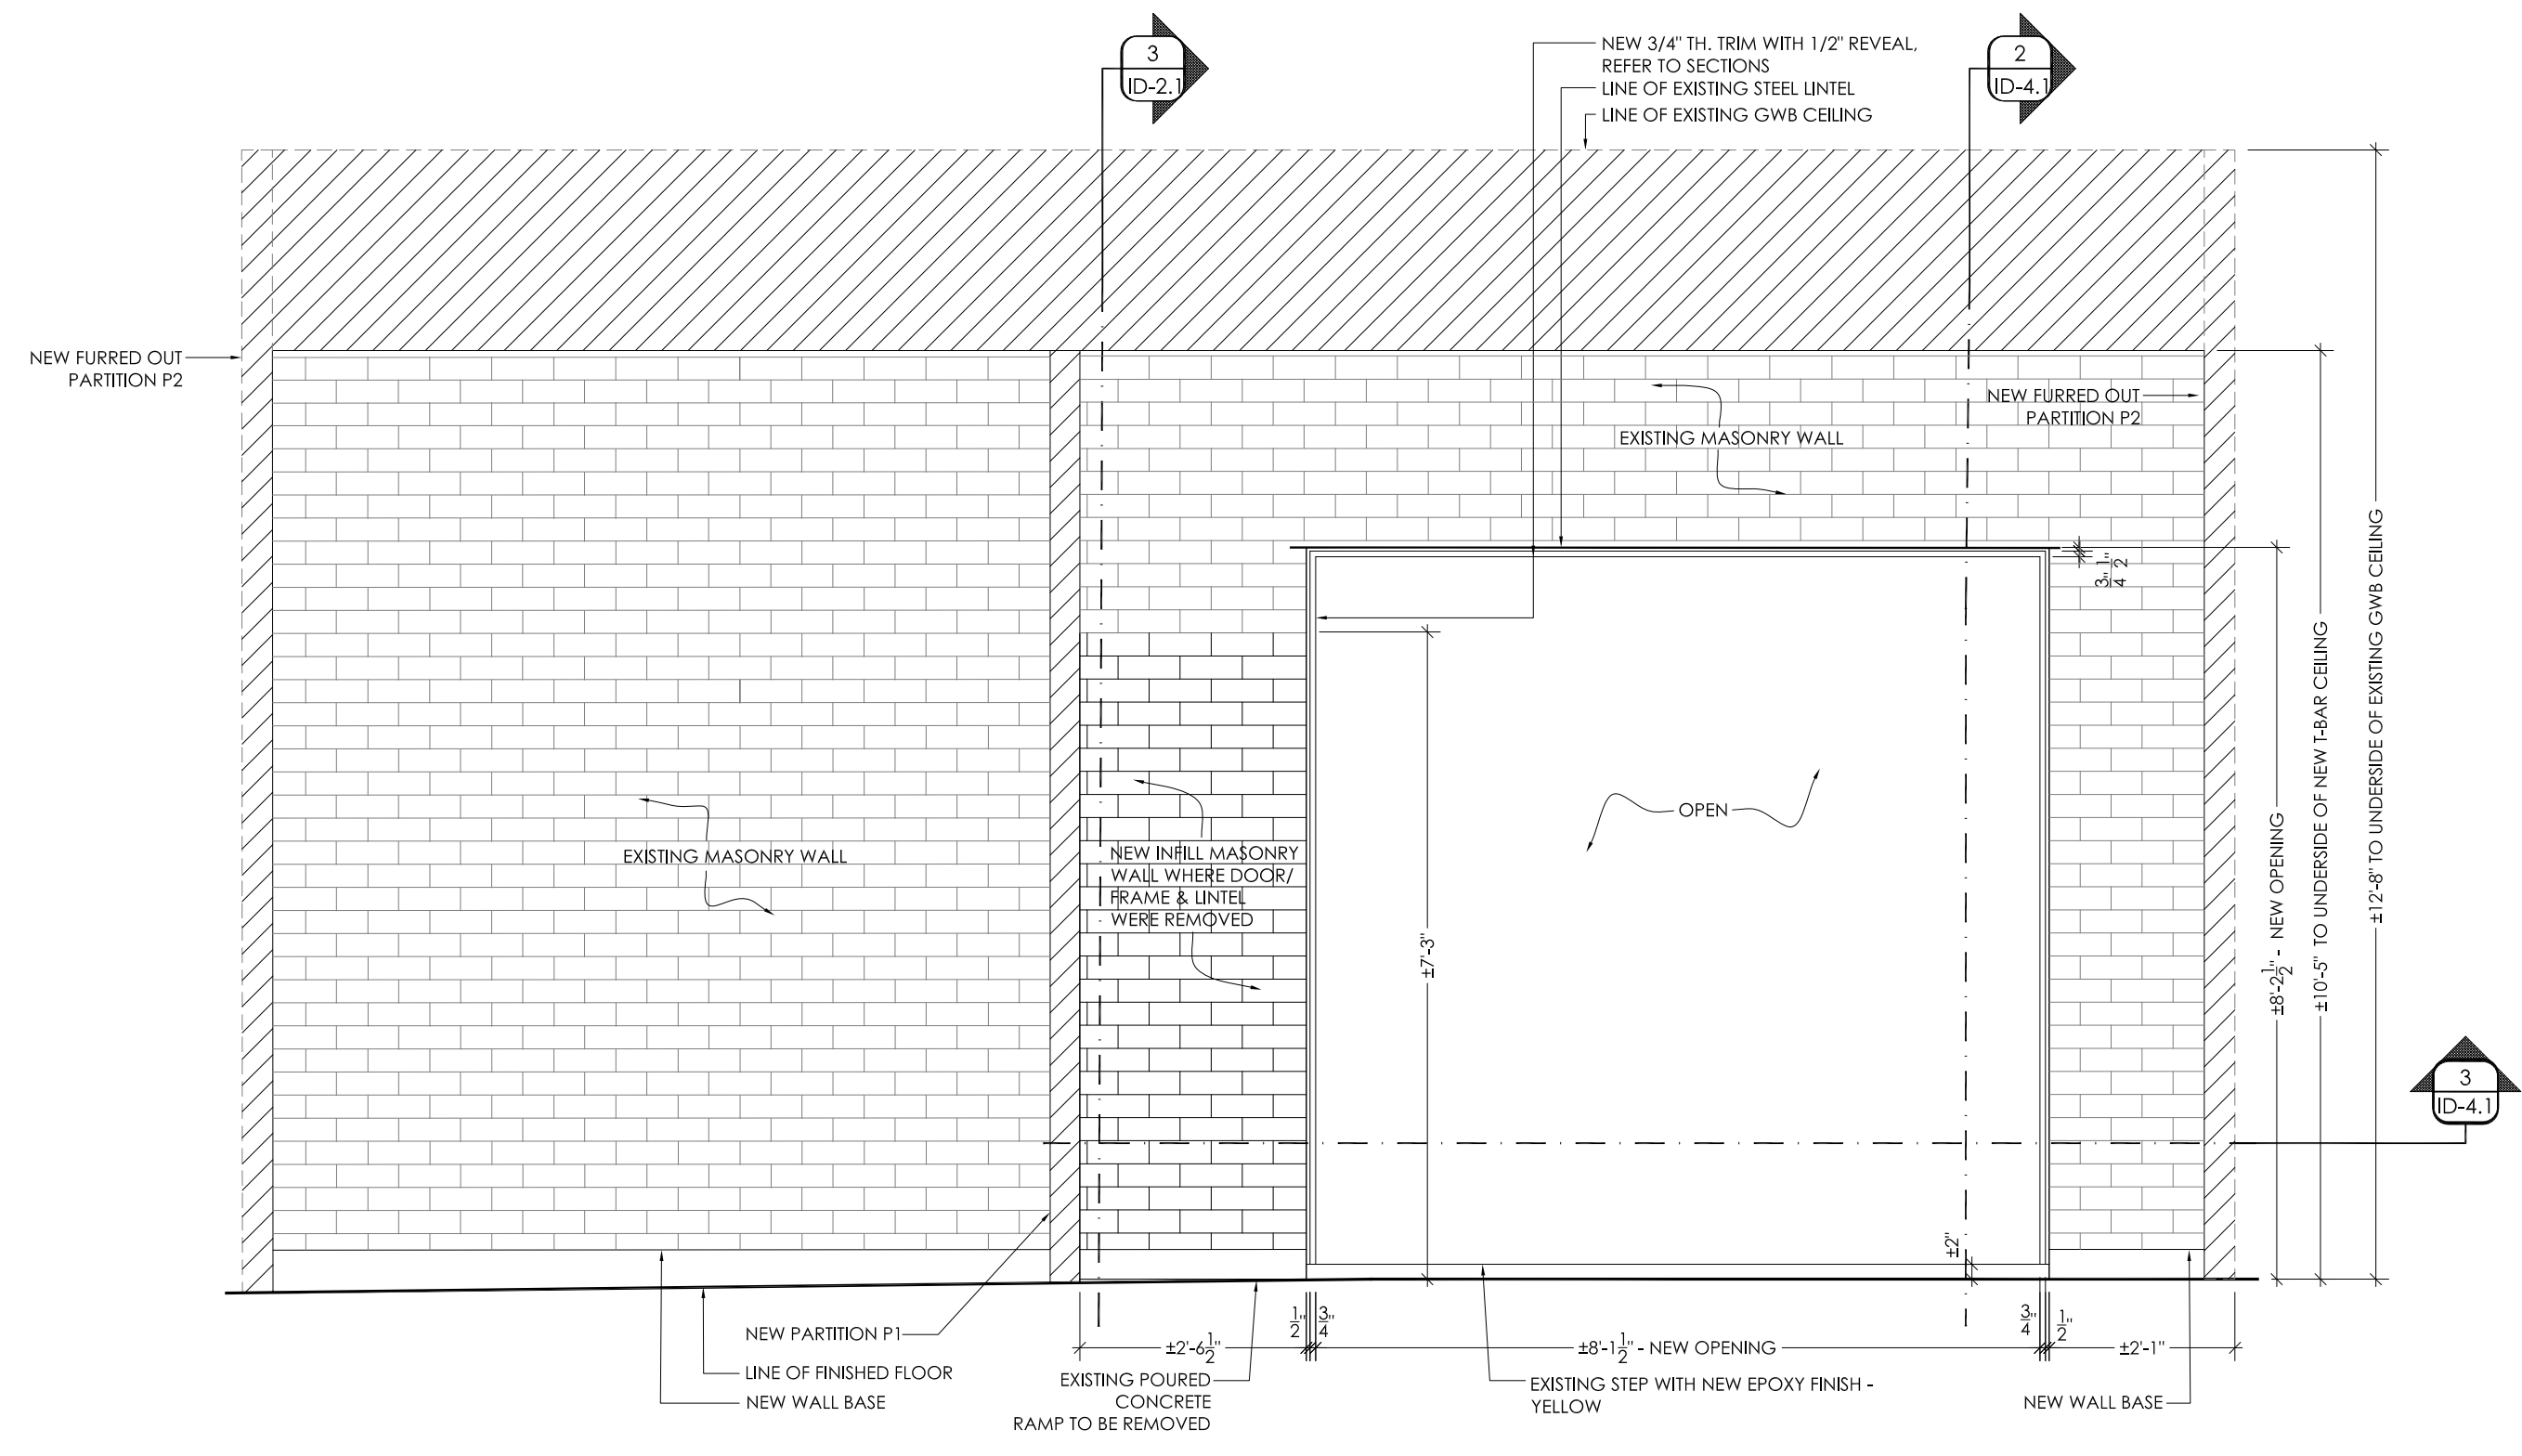 3
ID-2.1
2
ID-4.1
NEW 3/4" TH. TRIM WITH 1/2" REVEAL,
REFER TO SECTIONS
LINE OF EXISTING STEEL LINTEL
LINE OF EXISTING GWB CEILING
NEW FURRED OUT
PARTITION P2
NEW FURRED OUT
PARTITION P2
EXISTING MASONRY WALL
3/4" 1/2"
EXISTING MASONRY WALL
NEW INFILL MASONRY
WALL WHERE DOOR/
FRAME & LINTEL
WERE REMOVED
OPEN
±7'-3"
±2"
±8'-2 1/2" - NEW OPENING
±10'-5" TO UNDERSIDE OF NEW T-BAR CEILING
±12'-8" TO UNDERSIDE OF EXISTING GWB CEILING
3
ID-4.1
±2'-6 1/2"
1/2"
3/4"
±8'-1 1/2" - NEW OPENING
3/4"
1/2"
±2'-1"
NEW PARTITION P1
LINE OF FINISHED FLOOR
NEW WALL BASE
EXISTING POURED
CONCRETE
RAMP TO BE REMOVED
EXISTING STEP WITH NEW EPOXY FINISH -
YELLOW
NEW WALL BASE